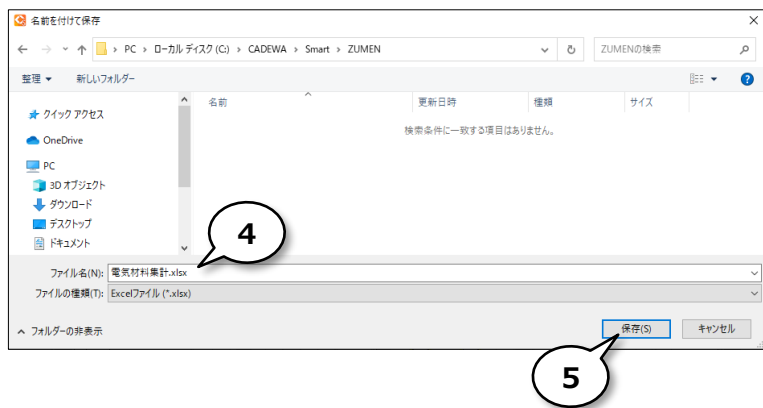 名前を付けて保存
PC › ローカル ディスク (C:) › CADEWA › Smart › ZUMEN
ZUMENの検索
整理 新しいフォルダー
名前 更新日時 種類 サイズ
検索条件に一致する項目はありません。
クイック アクセス
OneDrive
PC
3D オブジェクト
ダウンロード
デスクトップ
ドキュメント
4
ファイル名(N): 電気材料集計.xlsx
ファイルの種類(T): Excelファイル (*.xlsx)
フォルダーの非表示
保存(S) キャンセル
5